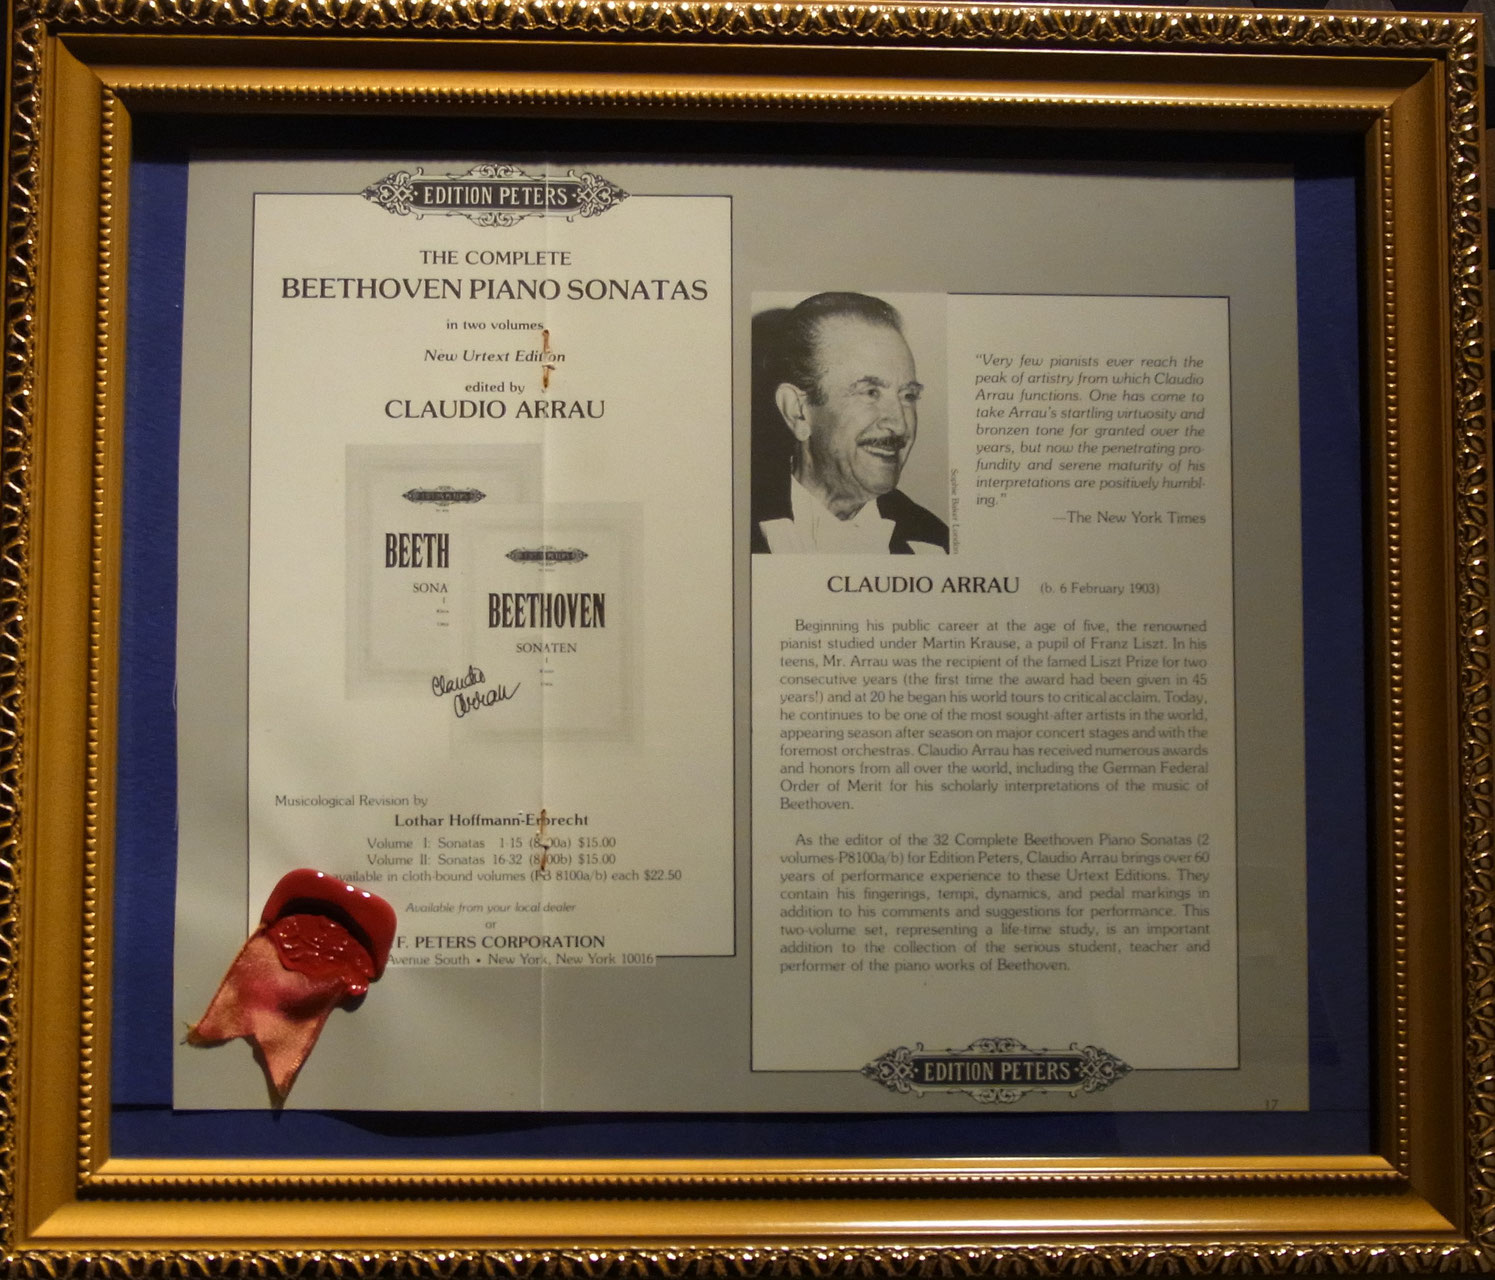 EDITION PETERS
THE COMPLETE
BEETHOVEN PIANO SONATAS
in two volumes
New Urtext Edition
edited by
CLAUDIO ARRAU
EDITION PETERS
BEETH
SONA
I
EDITION PETERS
BEETHOVEN
SONATEN
I
Claudio
Arrau
Musicological Revision by
Lothar Hoffmann-Erbrecht
Volume I: Sonatas 1-15 (8100a) $15.00
Volume II: Sonatas 16-32 (8100b) $15.00
available in cloth-bound volumes (PB 8100a/b) each $22.50
Available from your local dealer
or
F. PETERS CORPORATION
Avenue South • New York, New York 10016
Sophie Baker London
"Very few pianists ever reach the
peak of artistry from which Claudio
Arrau functions. One has come to
take Arrau's startling virtuosity and
bronzen tone for granted over the
years, but now the penetrating pro-
fundity and serene maturity of his
interpretations are positively humbl-
ing."
—The New York Times
CLAUDIO ARRAU (b. 6 February 1903)
Beginning his public career at the age of five, the renowned
pianist studied under Martin Krause, a pupil of Franz Liszt. In his
teens, Mr. Arrau was the recipient of the famed Liszt Prize for two
consecutive years (the first time the award had been given in 45
years!) and at 20 he began his world tours to critical acclaim. Today,
he continues to be one of the most sought-after artists in the world,
appearing season after season on major concert stages and with the
foremost orchestras. Claudio Arrau has received numerous awards
and honors from all over the world, including the German Federal
Order of Merit for his scholarly interpretations of the music of
Beethoven.
As the editor of the 32 Complete Beethoven Piano Sonatas (2
volumes-P8100a/b) for Edition Peters, Claudio Arrau brings over 60
years of performance experience to these Urtext Editions. They
contain his fingerings, tempi, dynamics, and pedal markings in
addition to his comments and suggestions for performance. This
two-volume set, representing a life-time study, is an important
addition to the collection of the serious student, teacher and
performer of the piano works of Beethoven.
EDITION PETERS
17